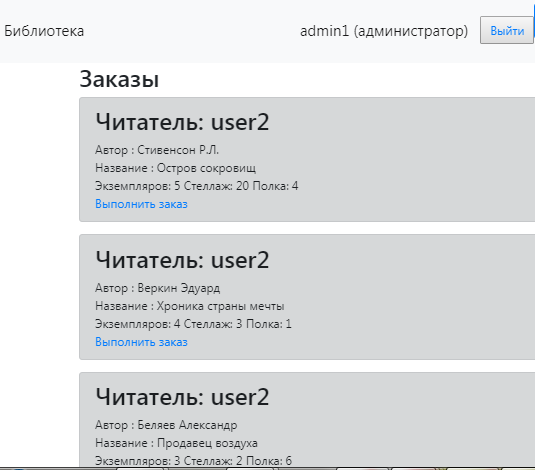 Библиотека admin1 (администратор) Выйти
Заказы
Читатель: user2
Автор : Стивенсон Р.Л.
Название : Остров сокровищ
Экземпляров: 5 Стеллаж: 20 Полка: 4
Выполнить заказ
Читатель: user2
Автор : Веркин Эдуард
Название : Хроника страны мечты
Экземпляров: 4 Стеллаж: 3 Полка: 1
Выполнить заказ
Читатель: user2
Автор : Беляев Александр
Название : Продавец воздуха
Экземпляров: 3 Стеллаж: 2 Полка: 6